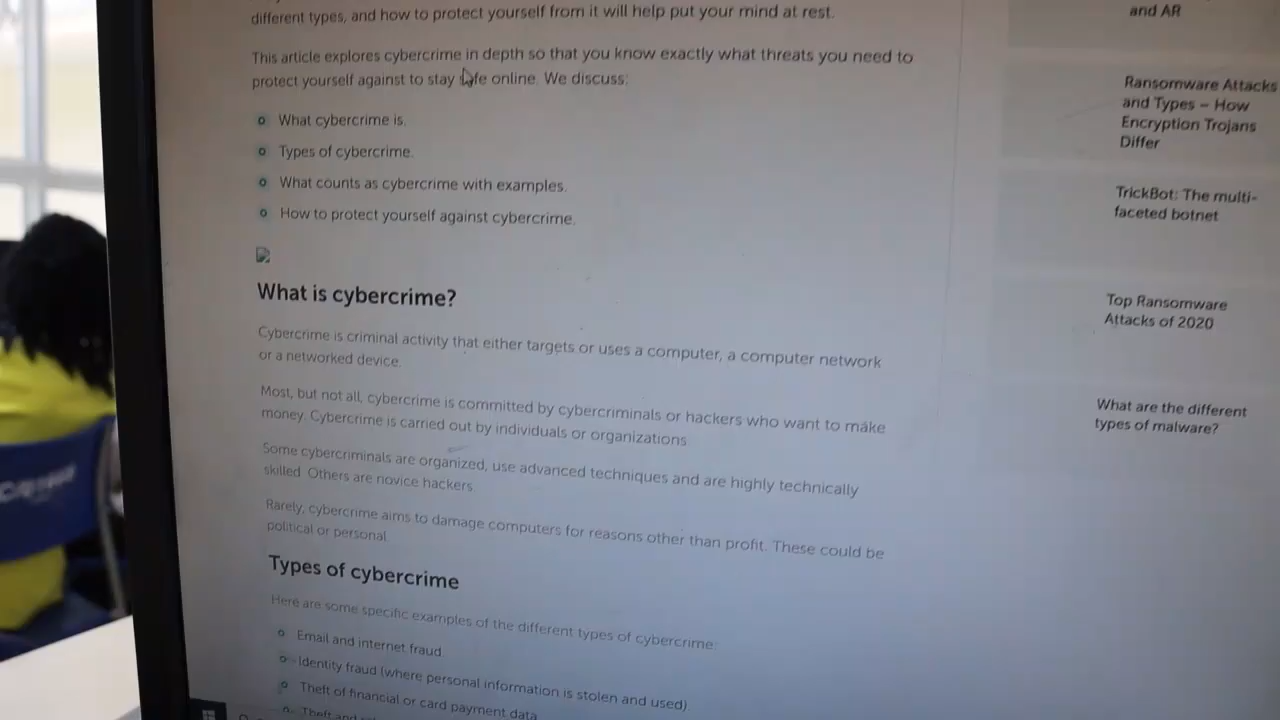 different types, and how to protect yourself from it will help put your mind at rest.
This article explores cybercrime in depth so that you know exactly what threats you need to
protect yourself against to stay safe online. We discuss:
What cybercrime is.
Types of cybercrime.
What counts as cybercrime with examples.
How to protect yourself against cybercrime.
What is cybercrime?
Cybercrime is criminal activity that either targets or uses a computer, a computer network
or a networked device.
Most, but not all, cybercrime is committed by cybercriminals or hackers who want to make
money. Cybercrime is carried out by individuals or organizations.
Some cybercriminals are organized, use advanced techniques and are highly technically
skilled. Others are novice hackers.
Rarely, cybercrime aims to damage computers for reasons other than profit. These could be
political or personal.
Types of cybercrime
Here are some specific examples of the different types of cybercrime:
Email and internet fraud.
Identity fraud (where personal information is stolen and used).
Theft of financial or card payment data.
Theft and
and AR
Ransomware Attacks
and Types – How
Encryption Trojans
Differ
TrickBot: The multi-
faceted botnet
Top Ransomware
Attacks of 2020
What are the different
types of malware?